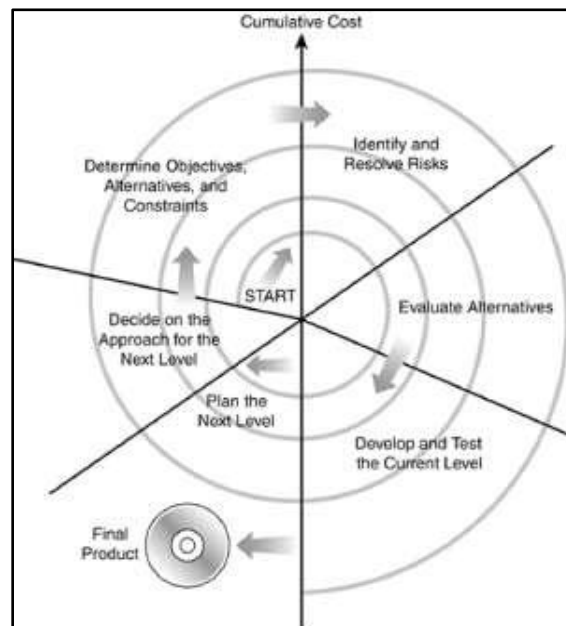 Cumulative Cost
Identify and
Resolve Risks
Determine Objectives,
Alternatives, and
Constraints
START
Evaluate Alternatives
Decide on the
Approach for the
Next Level
Plan the
Next Level
Develop and Test
the Current Level
Final
Product